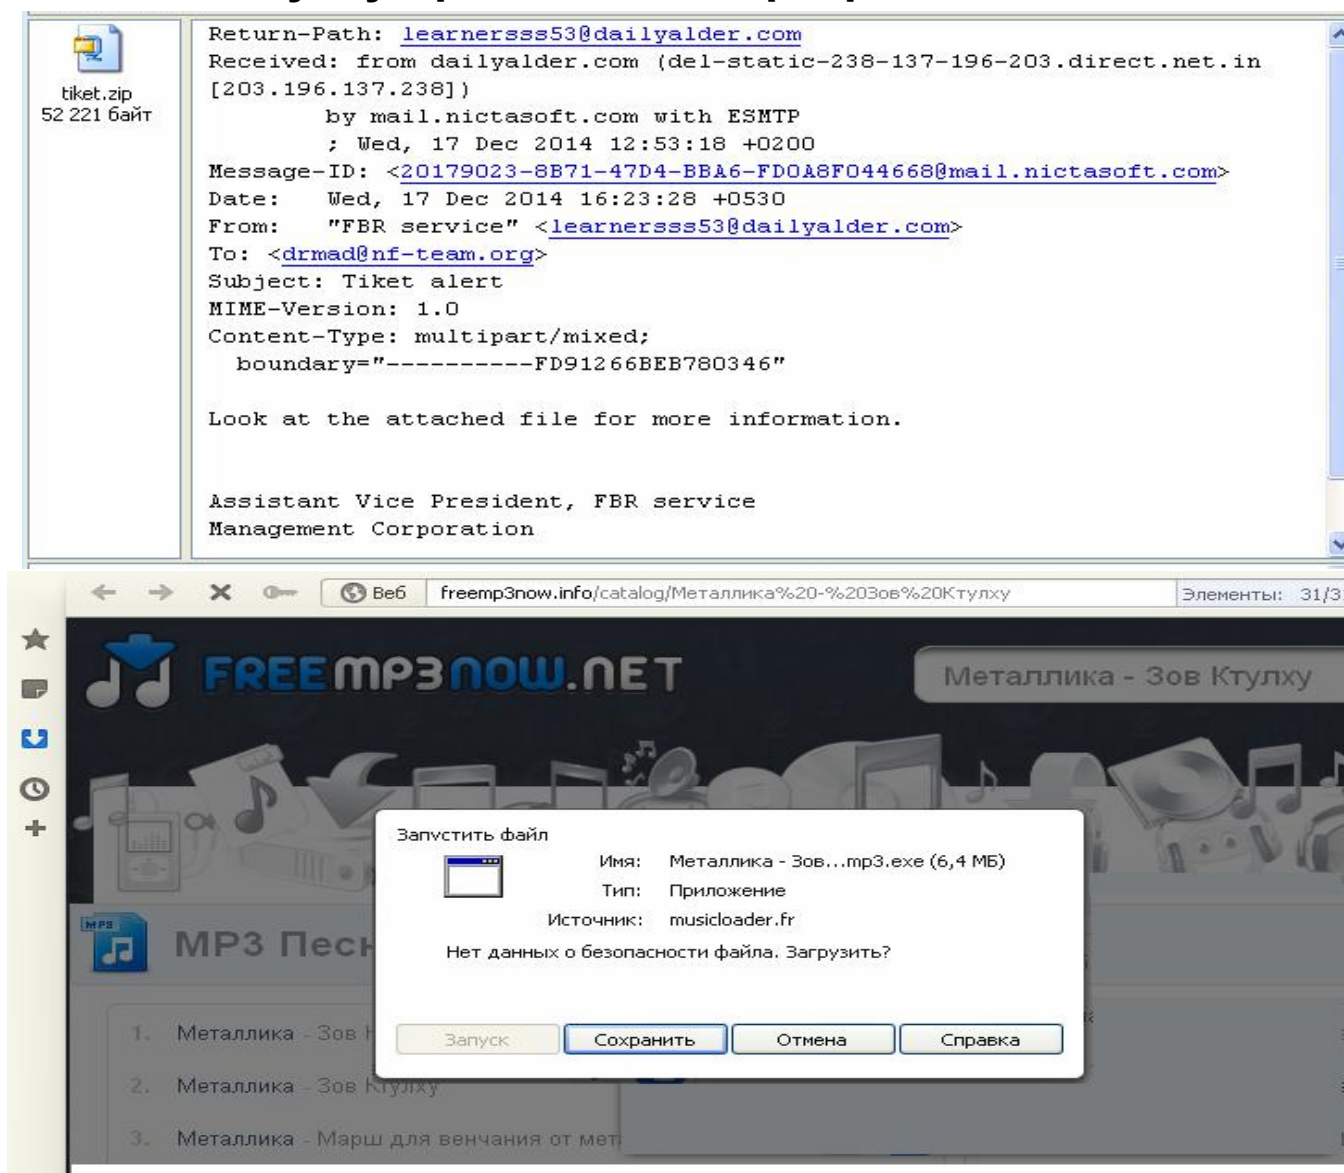 tiket.zip
52 221 байт
Return-Path: learnersss53@dailyalder.com
Received: from dailyalder.com (del-static-238-137-196-203.direct.net.in
[203.196.137.238])
by mail.nictasoft.com with ESMTP
; Wed, 17 Dec 2014 12:53:18 +0200
Message-ID: <20179023-8B71-47D4-BBA6-FD0A8F044668@mail.nictasoft.com>
Date: Wed, 17 Dec 2014 16:23:28 +0530
From: "FBR service" <learnersss53@dailyalder.com>
To: <drmad@nf-team.org>
Subject: Tiket alert
MIME-Version: 1.0
Content-Type: multipart/mixed;
boundary="----------FD91266BEB780346"
Look at the attached file for more information.
Assistant Vice President, FBR service
Management Corporation
Веб freemp3now.info/catalog/Металлика%20-%20Зов%20Ктулху Элементы: 31/3
FREEMP3NOW.NET
Металлика - Зов Ктулху
Запустить файл
Имя: Металлика - Зов...mp3.exe (6,4 МБ)
Тип: Приложение
Источник: musicloader.fr
Нет данных о безопасности файла. Загрузить?
Запуск Сохранить Отмена Справка
MP3
MP3 Песн
1. Металлика - Зов К
2. Металлика - Зов Ктулху
3. Металлика - Марш для венчания от мет